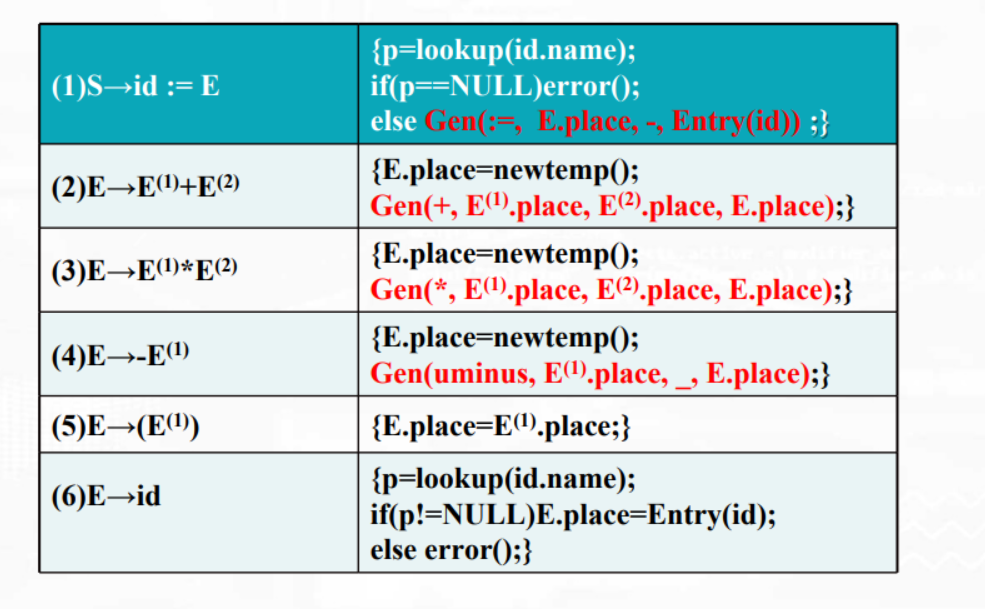 (1)S→id := E
{p=lookup(id.name);
if(p==NULL)error();
else Gen(:=, E.place, -, Entry(id)) ;}
(2)E→E⁽¹⁾+E⁽²⁾
{E.place=newtemp();
Gen(+, E⁽¹⁾.place, E⁽²⁾.place, E.place);}
(3)E→E⁽¹⁾*E⁽²⁾
{E.place=newtemp();
Gen(*, E⁽¹⁾.place, E⁽²⁾.place, E.place);}
(4)E→-E⁽¹⁾
{E.place=newtemp();
Gen(uminus, E⁽¹⁾.place, _, E.place);}
(5)E→(E⁽¹⁾)
{E.place=E⁽¹⁾.place;}
(6)E→id
{p=lookup(id.name);
if(p!=NULL)E.place=Entry(id);
else error();}